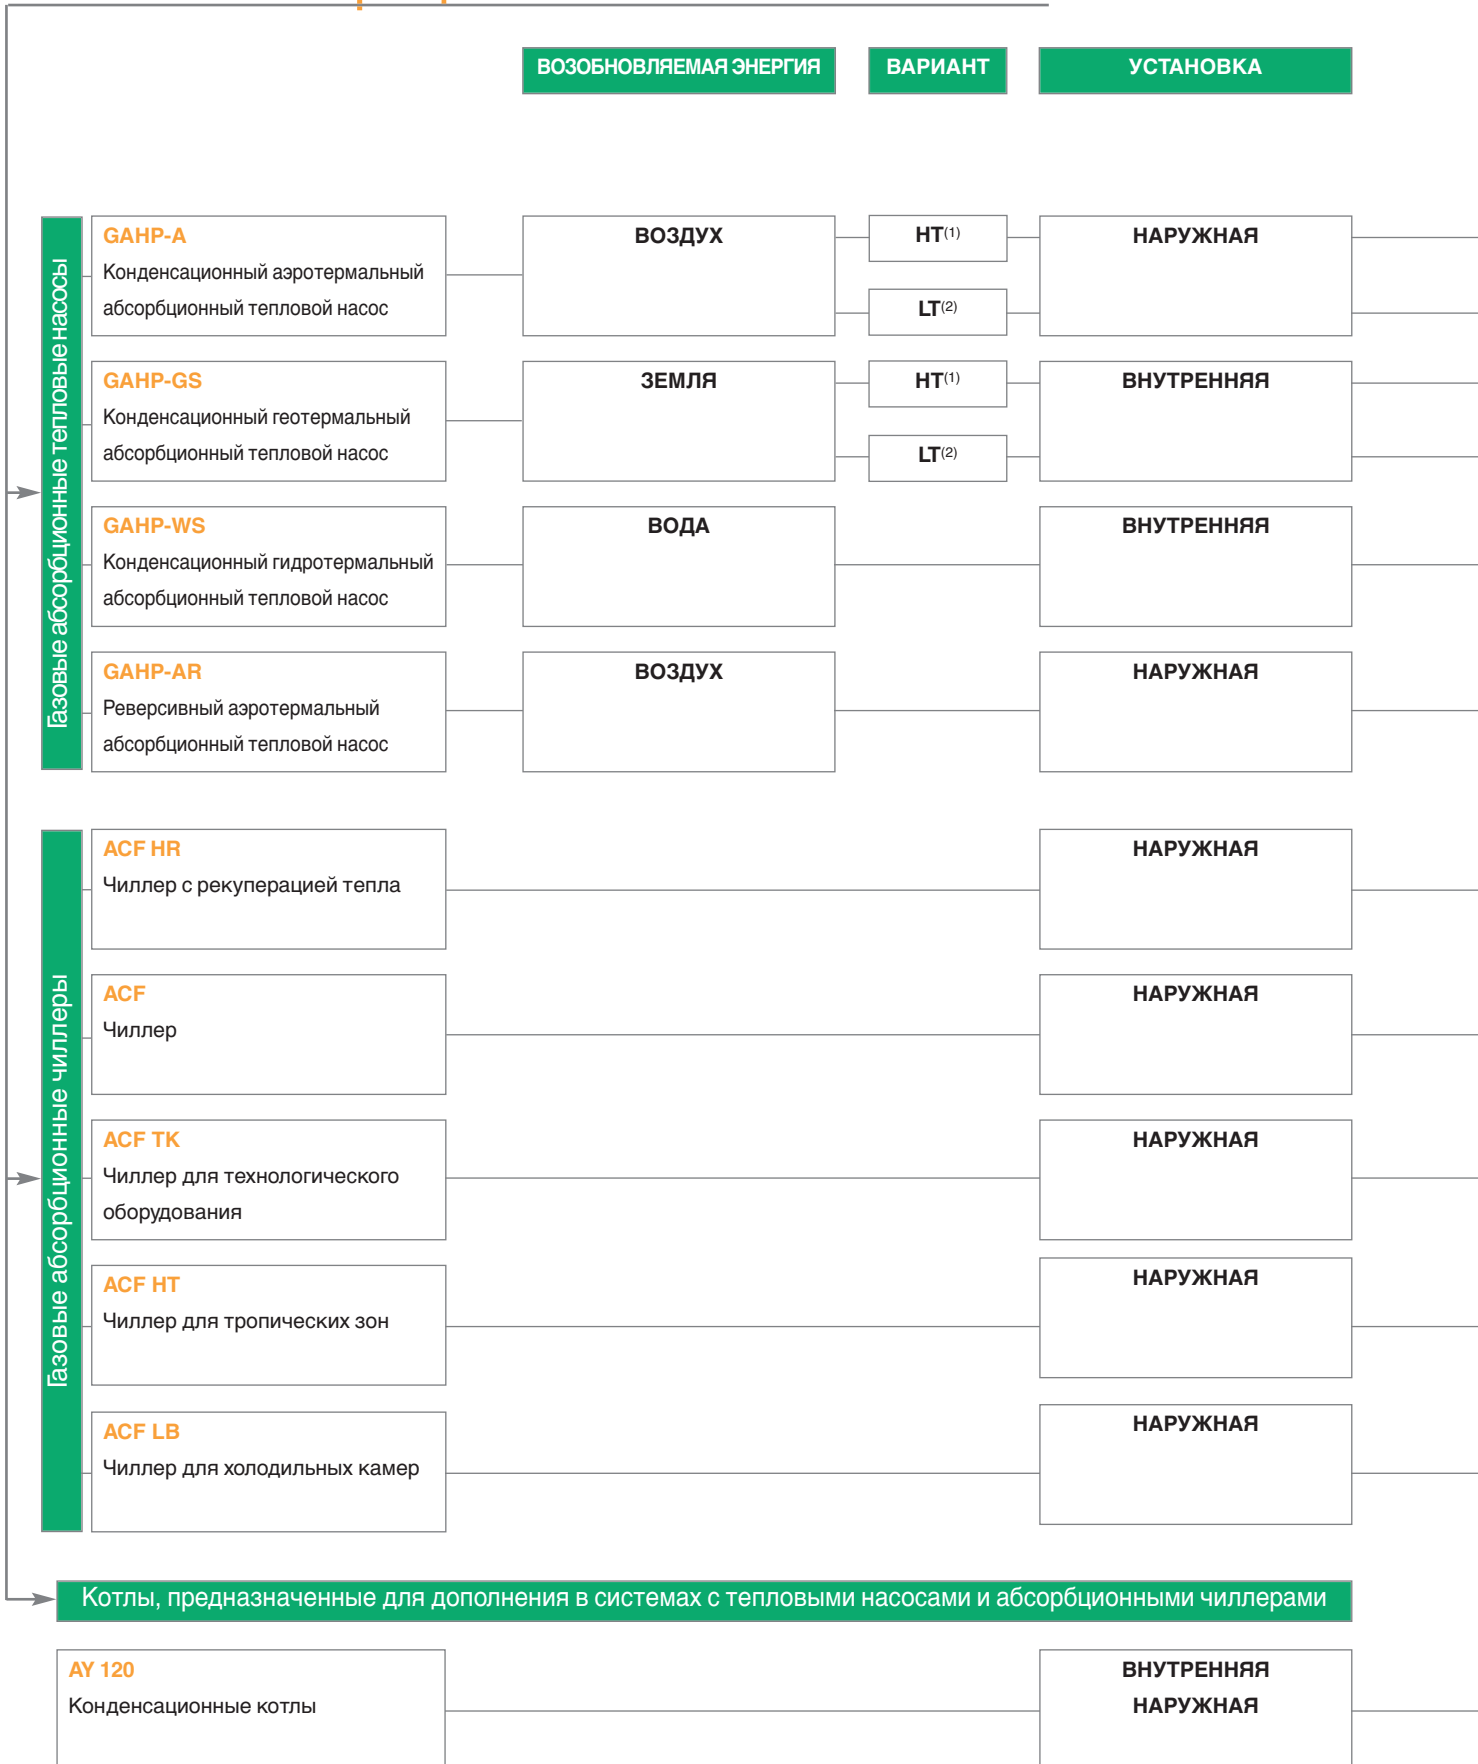 ВОЗОБНОВЛЯЕМАЯ ЭНЕРГИЯ
ВАРИАНТ
УСТАНОВКА
Газовые абсорбционные тепловые насосы
GAHP-A
Конденсационный аэротермальный
абсорбционный тепловой насос
ВОЗДУХ
HT(1)
LT(2)
НАРУЖНАЯ
GAHP-GS
Конденсационный геотермальный
абсорбционный тепловой насос
ЗЕМЛЯ
HT(1)
LT(2)
ВНУТРЕННЯЯ
GAHP-WS
Конденсационный гидротермальный
абсорбционный тепловой насос
ВОДА
ВНУТРЕННЯЯ
GAHP-AR
Реверсивный аэротермальный
абсорбционный тепловой насос
ВОЗДУХ
НАРУЖНАЯ
Газовые абсорбционные чиллеры
ACF HR
Чиллер с рекуперацией тепла
НАРУЖНАЯ
ACF
Чиллер
НАРУЖНАЯ
ACF TK
Чиллер для технологического
оборудования
НАРУЖНАЯ
ACF HT
Чиллер для тропических зон
НАРУЖНАЯ
ACF LB
Чиллер для холодильных камер
НАРУЖНАЯ
Котлы, предназначенные для дополнения в системах с тепловыми насосами и абсорбционными чиллерами
AY 120
Конденсационные котлы
ВНУТРЕННЯЯ
НАРУЖНАЯ